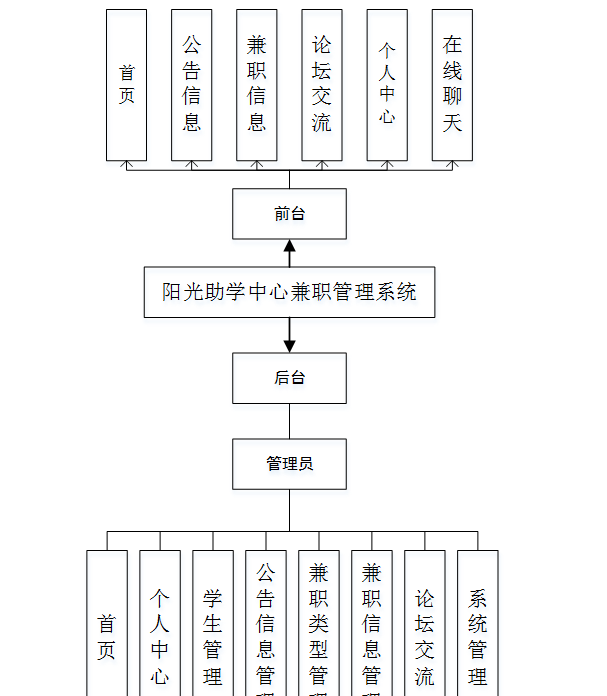 首页
公告信息
兼职信息
论坛交流
个人中心
在线聊天
前台
阳光助学中心兼职管理系统
后台
管理员
首页
个人中心
学生管理
公告信息管理
兼职类型管理
兼职信息管理
论坛交流
系统管理